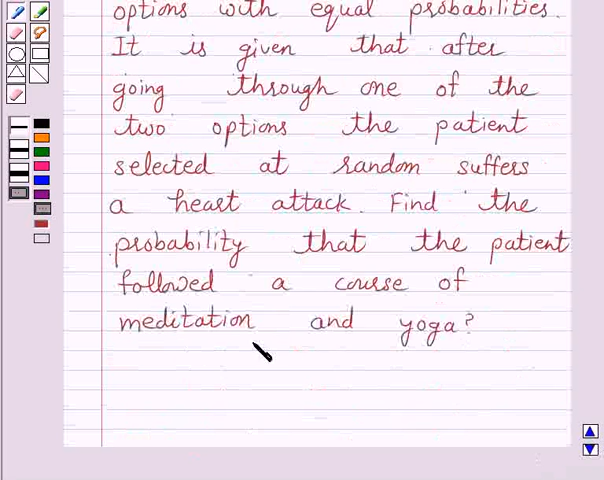 options with equal probabilities.
It is given that after
going through one of the
two options the patient
selected at random suffers
a heart attack. Find the
probability that the patient
followed a course of
meditation and yoga?